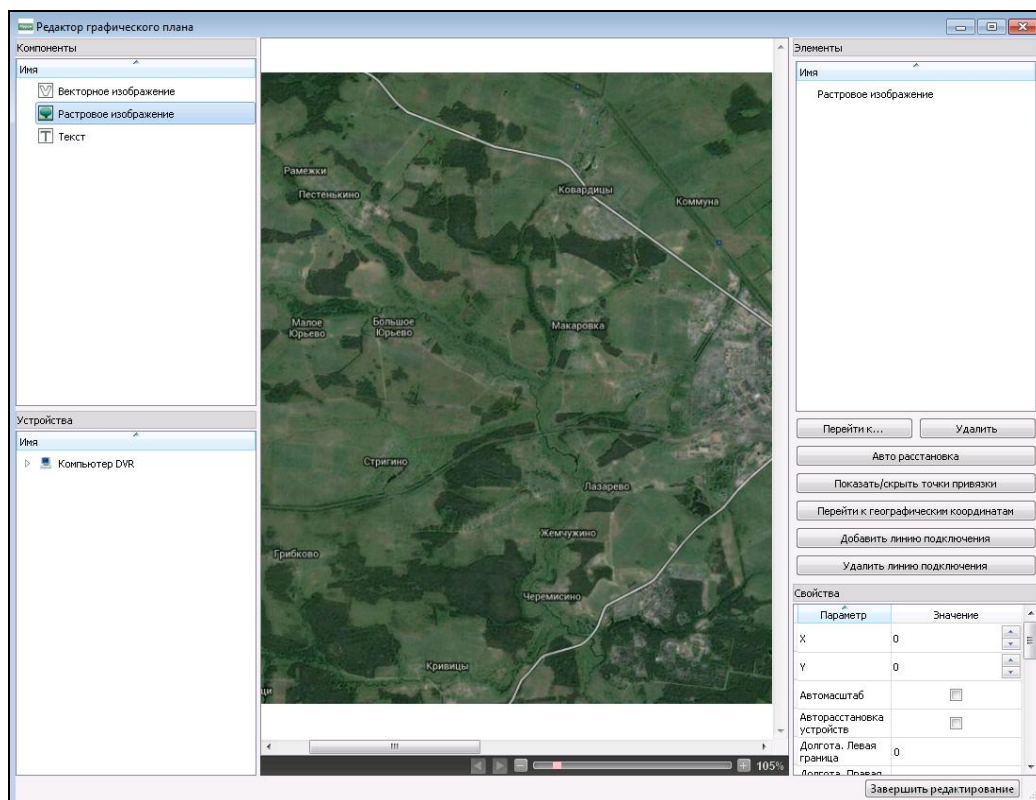 Редактор графического плана
Компоненты
Имя
Векторное изображение
Растровое изображение
Текст
Устройства
Имя
Компьютер DVR
Рамежки
Пестенькино
Ковардицы
Коммуна
Малое
Юрьево
Большое
Юрьево
Макаровка
Стригино
Лазарево
Жемчужино
Грибково
Черемисино
Кривицы
ци
105%
Элементы
Имя
Растровое изображение
Перейти к...
Удалить
Авто расстановка
Показать/скрыть точки привязки
Перейти к географическим координатам
Добавить линию подключения
Удалить линию подключения
Свойства
Параметр
Значение
X
0
Y
0
Автомасштаб
Авторасстановка
устройств
Долгота. Левая
граница
0
Долгота. Правая
Завершить редактирование